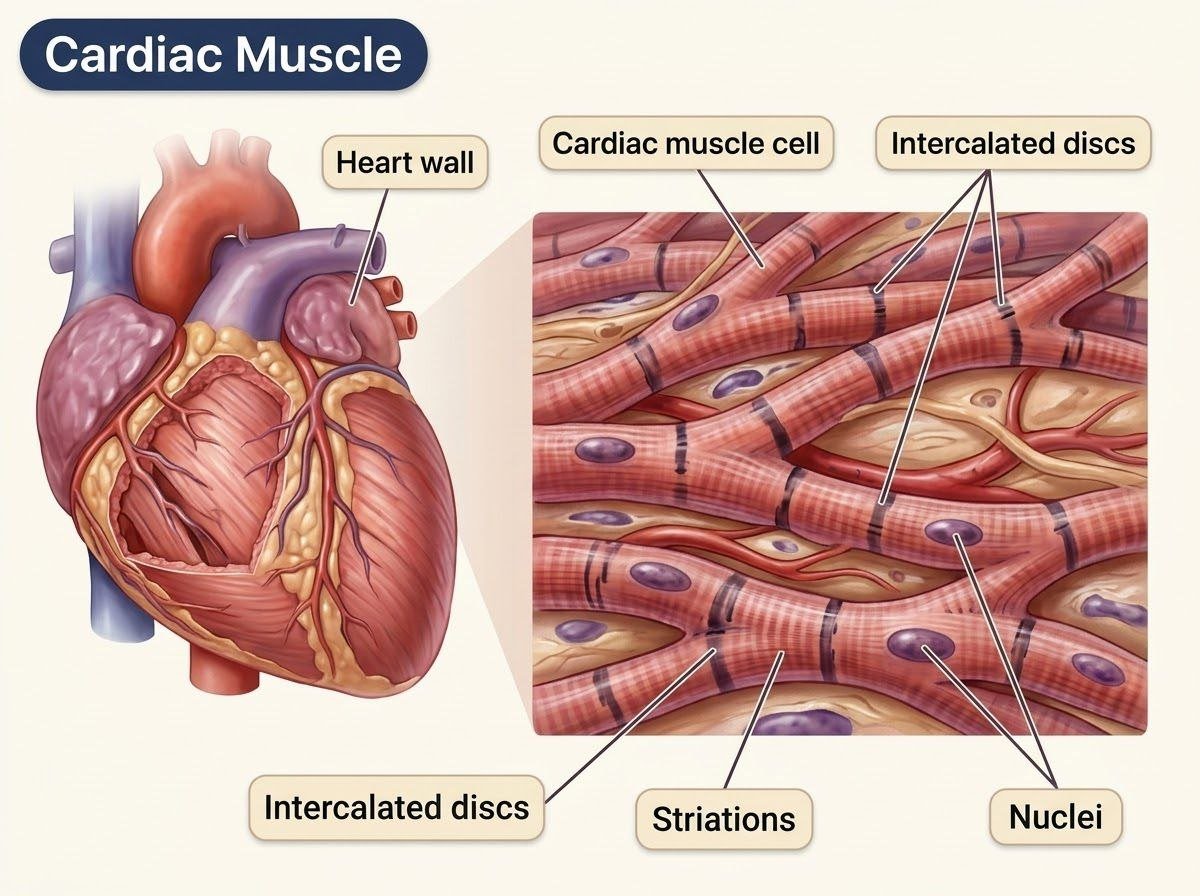 Cardiac Muscle
Heart wall
Cardiac muscle cell
Intercalated discs
Intercalated discs
Striations
Nuclei